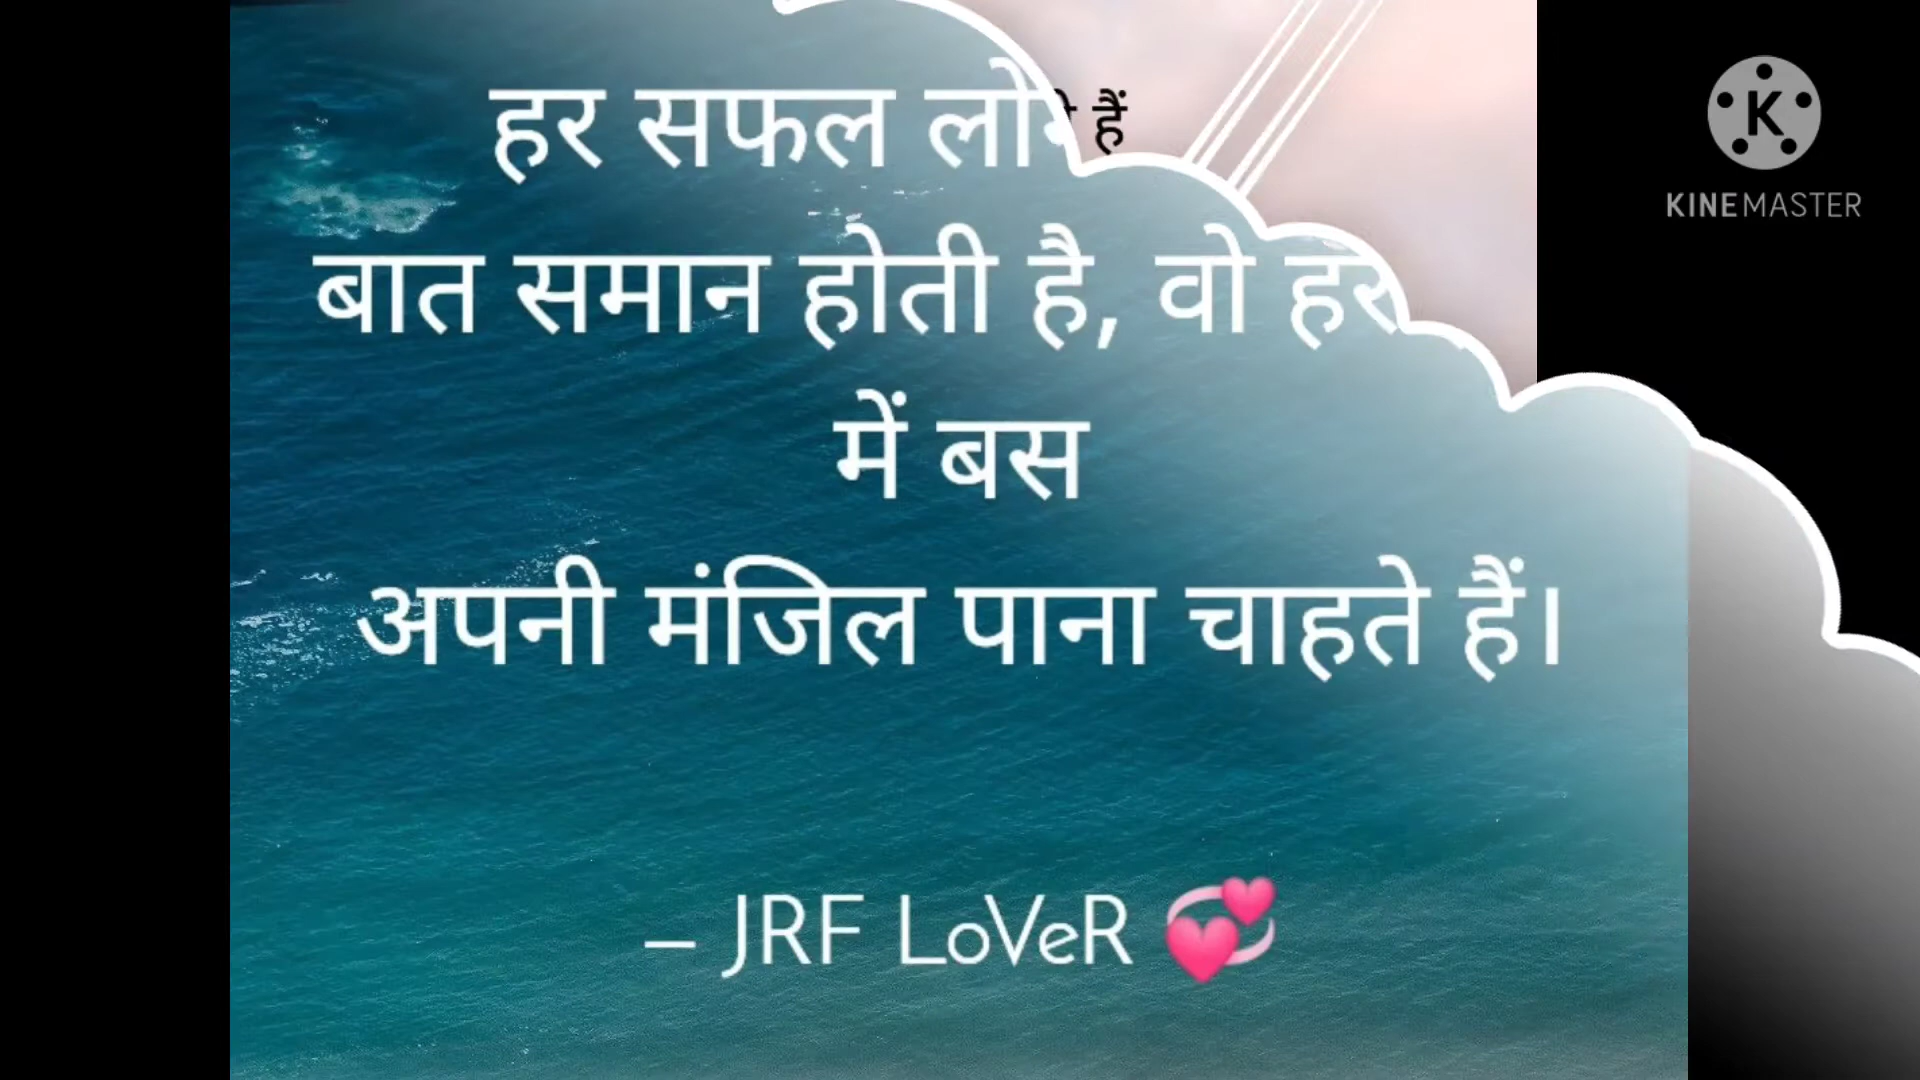 हर सफल
हैं
बात समान होती है, वो हर
में बस
अपनी मंजिल पाना चाहते हैं।
– JRF LoVeR 💞
K
KINEMASTER